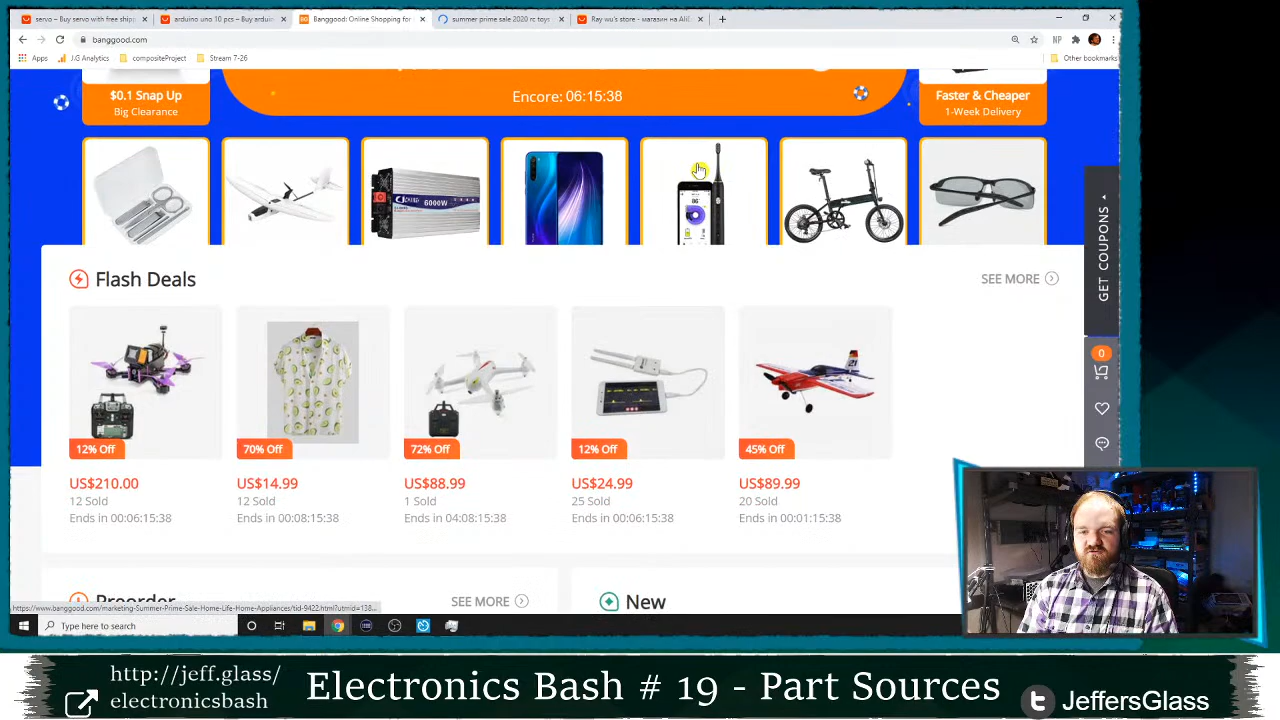 servo – Buy servo with free shipp
arduino uno 10 pcs – Buy arduin
Banggood: Online Shopping for
summer prime sale 2020 rc toys
Ray wu's store - магазин на AliE
banggood.com
NP
Apps
J.G Analytics
compositeProject
Stream 7-26
Other bookmarks
$0.1 Snap Up
Big Clearance
Encore: 06:15:38
Faster & Cheaper
1-Week Delivery
6000W
GET COUPONS
Flash Deals
SEE MORE
0
12% Off
70% Off
72% Off
12% Off
45% Off
US$210.00
US$14.99
US$88.99
US$24.99
US$89.99
12 Sold
12 Sold
1 Sold
25 Sold
20 Sold
Ends in 00:06:15:38
Ends in 00:08:15:38
Ends in 04:08:15:38
Ends in 00:06:15:38
Ends in 00:01:15:38
Preorder
SEE MORE
New
https://www.banggood.com/marketing-Summer-Prime-Sale-Home-Life-Home-Appliances/tid-9422.html?utmid=138...
Type here to search
http://jeff.glass/
electronicsbash
Electronics Bash # 19 - Part Sources
JeffersGlass